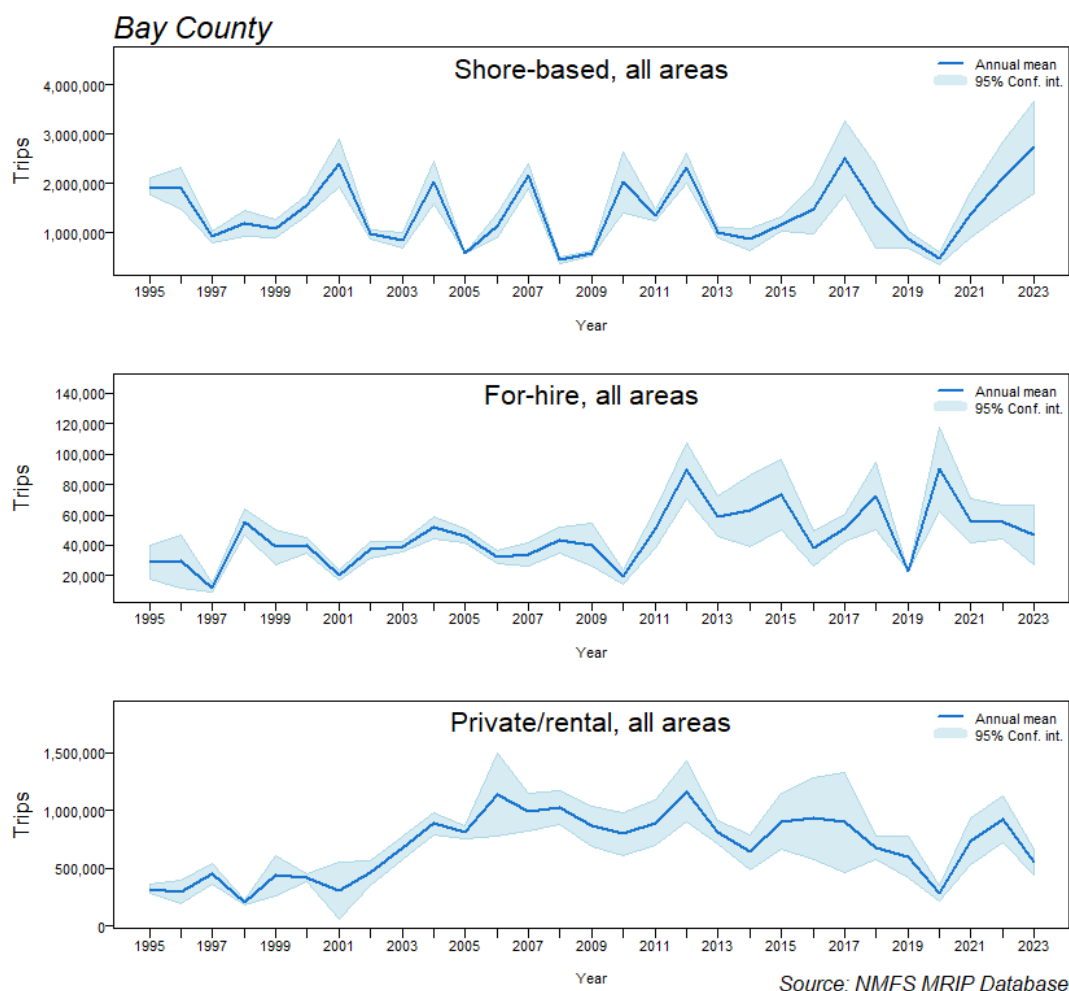 Bay County
Shore-based, all areas
Annual mean
95% Conf. int.
Trips
4,000,000
3,000,000
2,000,000
1,000,000
1995 1997 1999 2001 2003 2005 2007 2009 2011 2013 2015 2017 2019 2021 2023
Year
For-hire, all areas
Annual mean
95% Conf. int.
Trips
140,000
120,000
100,000
80,000
60,000
40,000
20,000
1995 1997 1999 2001 2003 2005 2007 2009 2011 2013 2015 2017 2019 2021 2023
Year
Private/rental, all areas
Annual mean
95% Conf. int.
Trips
1,500,000
1,000,000
500,000
0
1995 1997 1999 2001 2003 2005 2007 2009 2011 2013 2015 2017 2019 2021 2023
Year
Source: NMFS MRIP Database